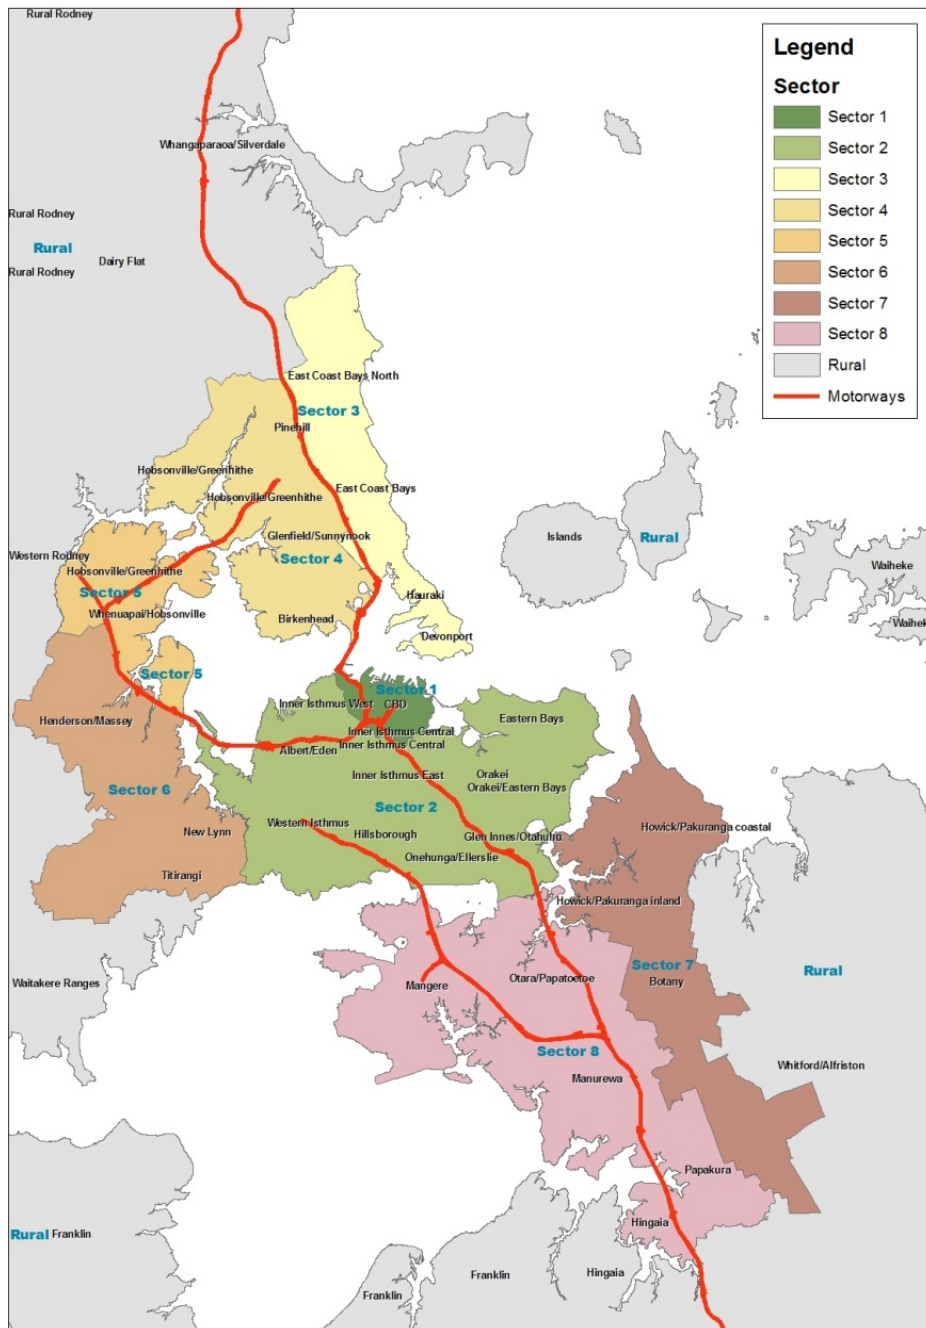 Rural Rodney
Legend
Sector
Sector 1
Sector 2
Sector 3
Sector 4
Sector 5
Sector 6
Sector 7
Sector 8
Rural
Motorways
Whangaparaoa/Silverdale
Rural Rodney
Rural
Dairy Flat
Rural Rodney
East Coast Bays North
Sector 3
Pinehill
Hobsonville/Greenhithe
East Coast Bays
Hobsonville/Greenhithe
Glenfield/Sunnynook
Islands
Rural
Western Rodney
Sector 4
Waiheke
Hobsonville/Greenhithe
Sector 5
Hauraki
Whenuapai/Hobsonville
Birkenhead
Waihek
Devonport
Sector 5
Sector 1
Inner Isthmus West
CBD
Henderson/Massey
Eastern Bays
Inner Isthmus Central
Albert/Eden
Inner Isthmus Central
Inner Isthmus East
Orakei
Sector 6
Orakei/Eastern Bays
Sector 2
Western Isthmus
New Lynn
Hillsborough
Glen Innes/Otahuhu
Howick/Pakuranga coastal
Onehunga/Ellerslie
Titirangi
Howick/Pakuranga inland
Sector 7
Rural
Waitakere Ranges
Mangere
Otara/Papatoetoe
Botany
Sector 8
Whitford/Alfriston
Manurewa
Papakura
Hingaia
Rural
Franklin
Franklin
Hingaia
Franklin